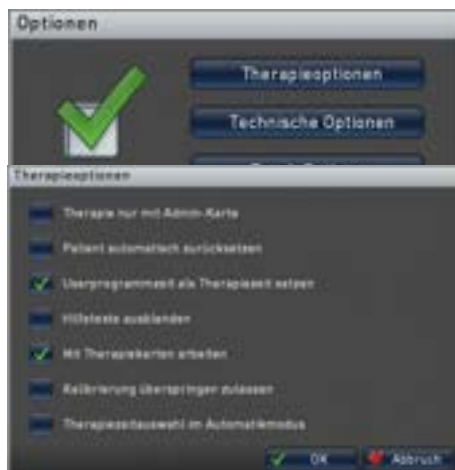 Optionen
Therapieoptionen
Technische Optionen
Therapieoptionen
Therapie nur mit Admin-Karte
Patient automatisch zurücksetzen
Userprogrammzeit als Therapiezeit setzen
Hilfetexte ausblenden
Mit Therapiekarten arbeiten
Kalibrierung überspringen zulassen
Therapiezeitauswahl im Automatikmodus
OK
Abbruch